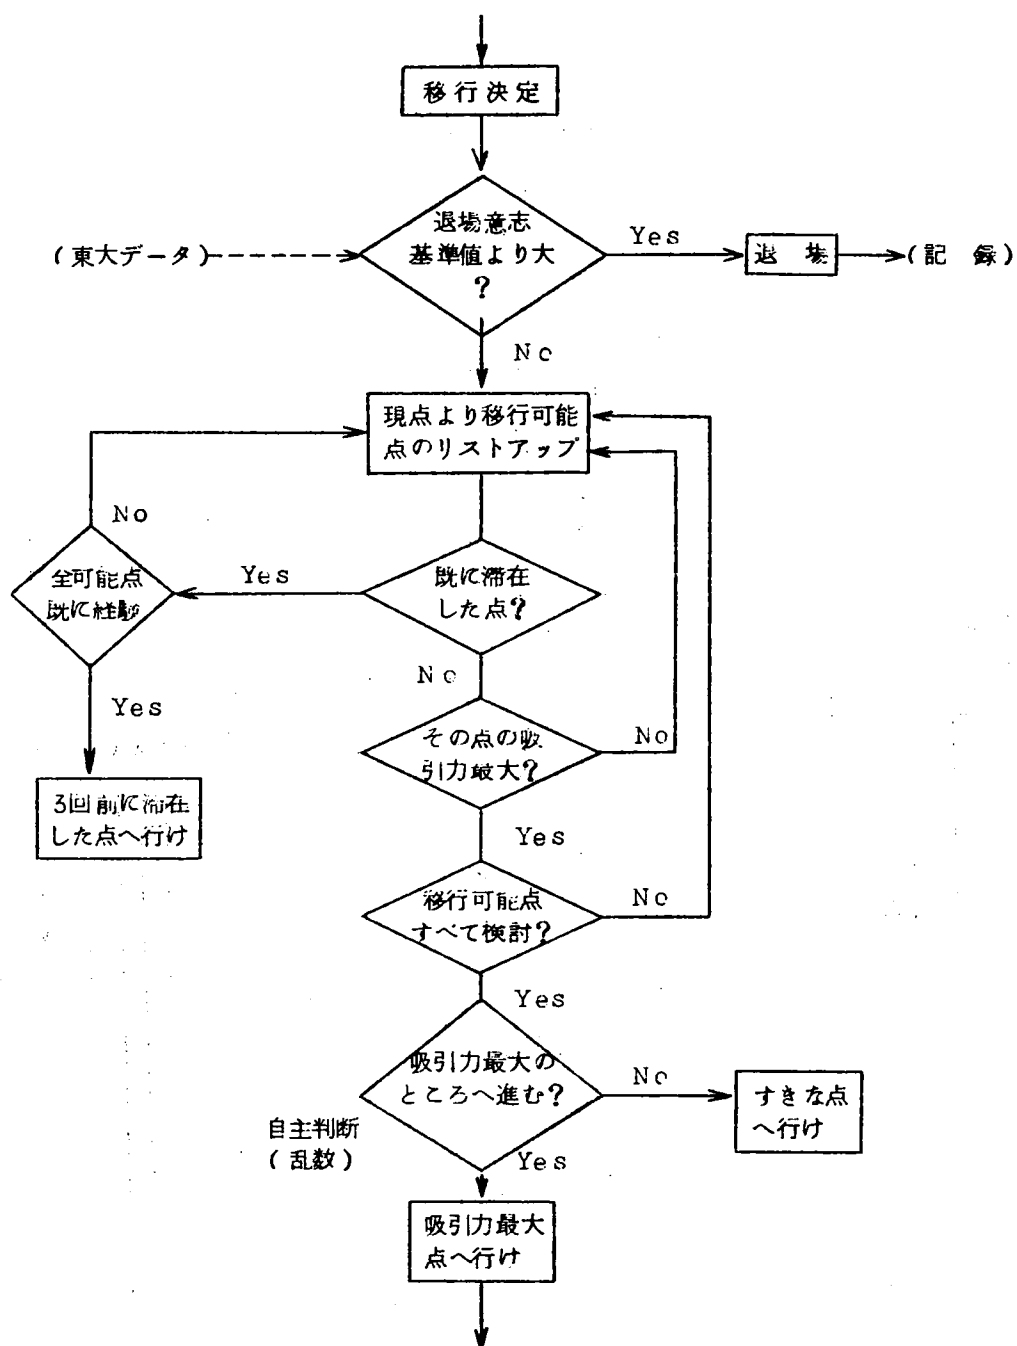 移行決定
退場意志
基準値より大
?
(東大データ)
Yes
退 場
(記 録)
No
現点より移行可能
点のリストアップ
No
全可能点
既に経験
Yes
既に滞在
した点?
No
Yes
その点の吸
引力最大?
No
3回前に滞在
した点へ行け
Yes
移行可能点
すべて検討?
No
Yes
吸引力最大の
ところへ進む?
No
すきな点
へ行け
自主判断
(乱数)
Yes
吸引力最大
点へ行け